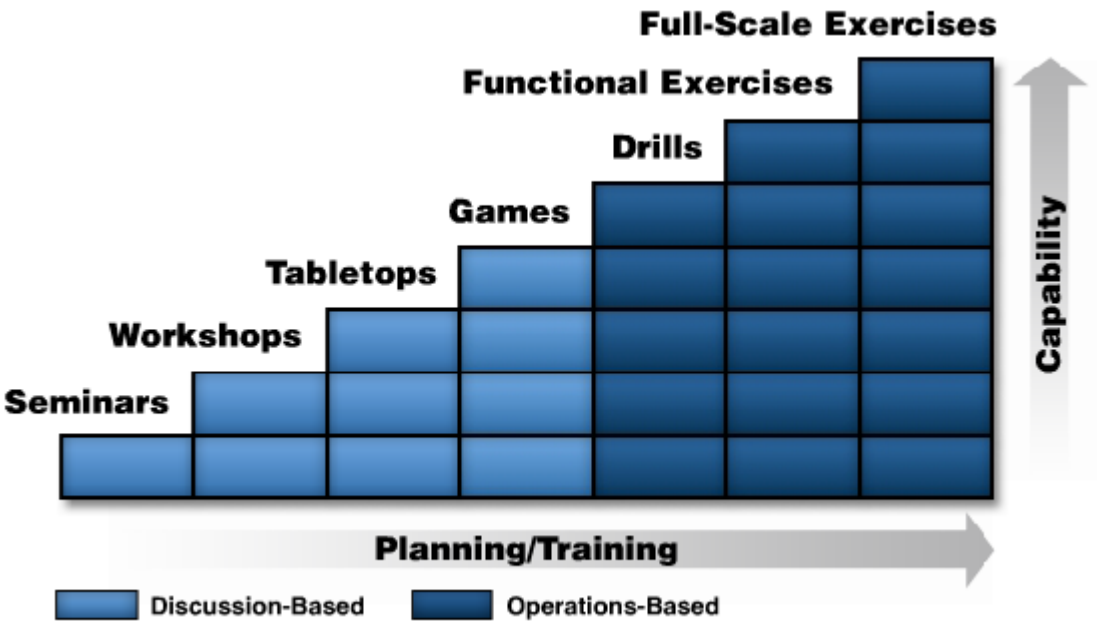 Full-Scale Exercises
Functional Exercises
Drills
Games
Tabletops
Workshops
Seminars
Capability
Planning/Training
Discussion-Based
Operations-Based